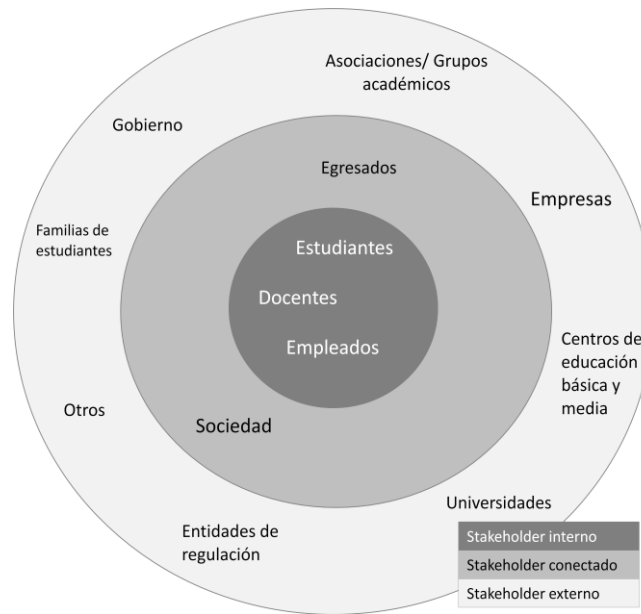 Asociaciones/ Grupos
académicos
Gobierno
Egresados
Empresas
Familias de
estudiantes
Estudiantes
Docentes
Empleados
Centros de
educación
básica y
media
Otros
Sociedad
Universidades
Entidades de
regulación
Stakeholder interno
Stakeholder conectado
Stakeholder externo